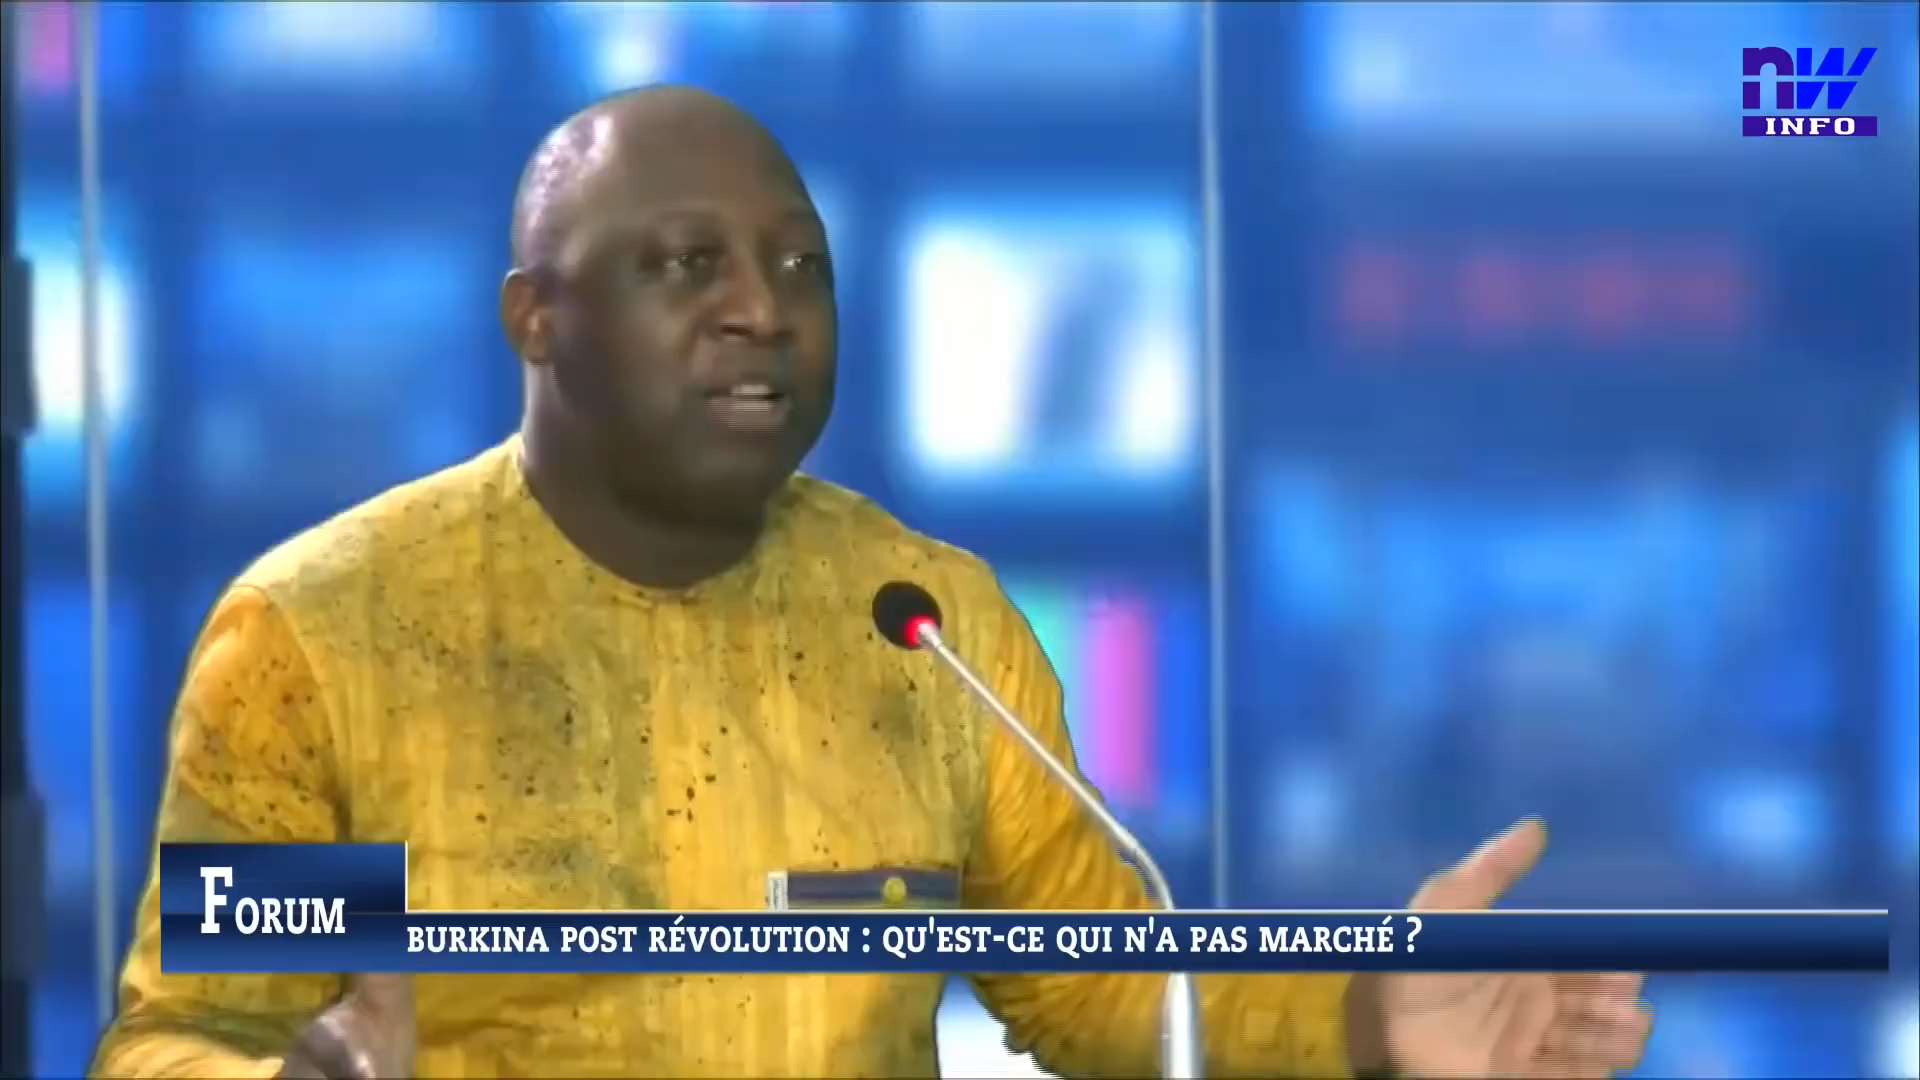 nw
INFO
FORUM
BURKINA POST RÉVOLUTION : QU'EST-CE QUI N'A PAS MARCHÉ ?